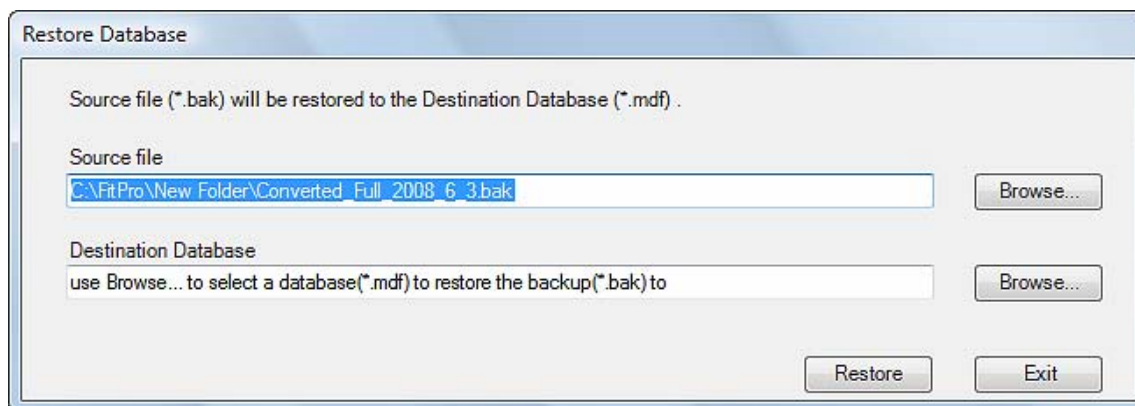 Restore Database
Source file (*.bak) will be restored to the Destination Database (*.mdf) .
Source file
C:\FitPro\New Folder\Converted_Full_2008_6_3.bak
Browse...
Destination Database
use Browse... to select a database(*.mdf) to restore the backup(*.bak) to
Browse...
Restore
Exit